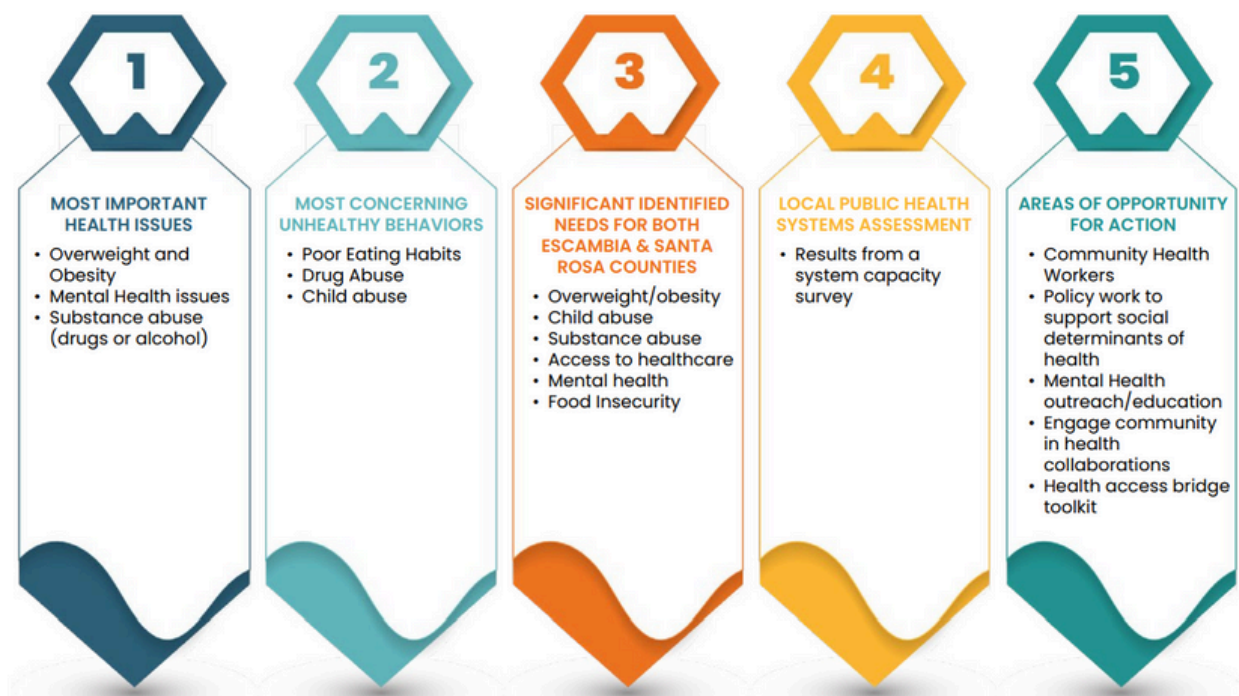 1
MOST IMPORTANT
HEALTH ISSUES
• Overweight and
Obesity
• Mental Health issues
• Substance abuse
(drugs or alcohol)
2
MOST CONCERNING
UNHEALTHY BEHAVIORS
• Poor Eating Habits
• Drug Abuse
• Child abuse
3
SIGNIFICANT IDENTIFIED
NEEDS FOR BOTH
ESCAMBIA & SANTA
ROSA COUNTIES
• Overweight/obesity
• Child abuse
• Substance abuse
• Access to healthcare
• Mental health
• Food Insecurity
4
LOCAL PUBLIC HEALTH
SYSTEMS ASSESSMENT
• Results from a
system capacity
survey
5
AREAS OF OPPORTUNITY
FOR ACTION
• Community Health
Workers
• Policy work to
support social
determinants of
health
• Mental Health
outreach/education
• Engage community
in health
collaborations
• Health access bridge
toolkit